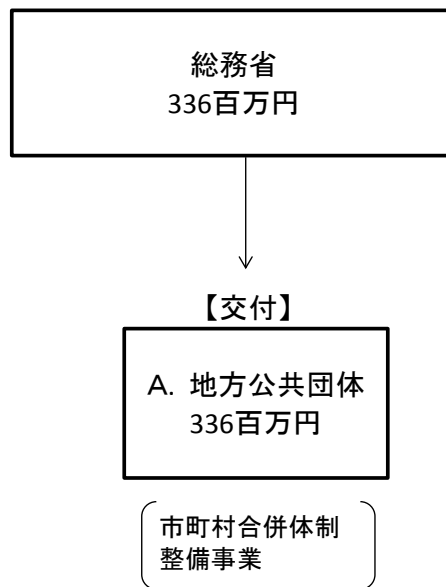 総務省
336百万円
【交付】
A. 地方公共団体
336百万円
市町村合併体制
整備事業